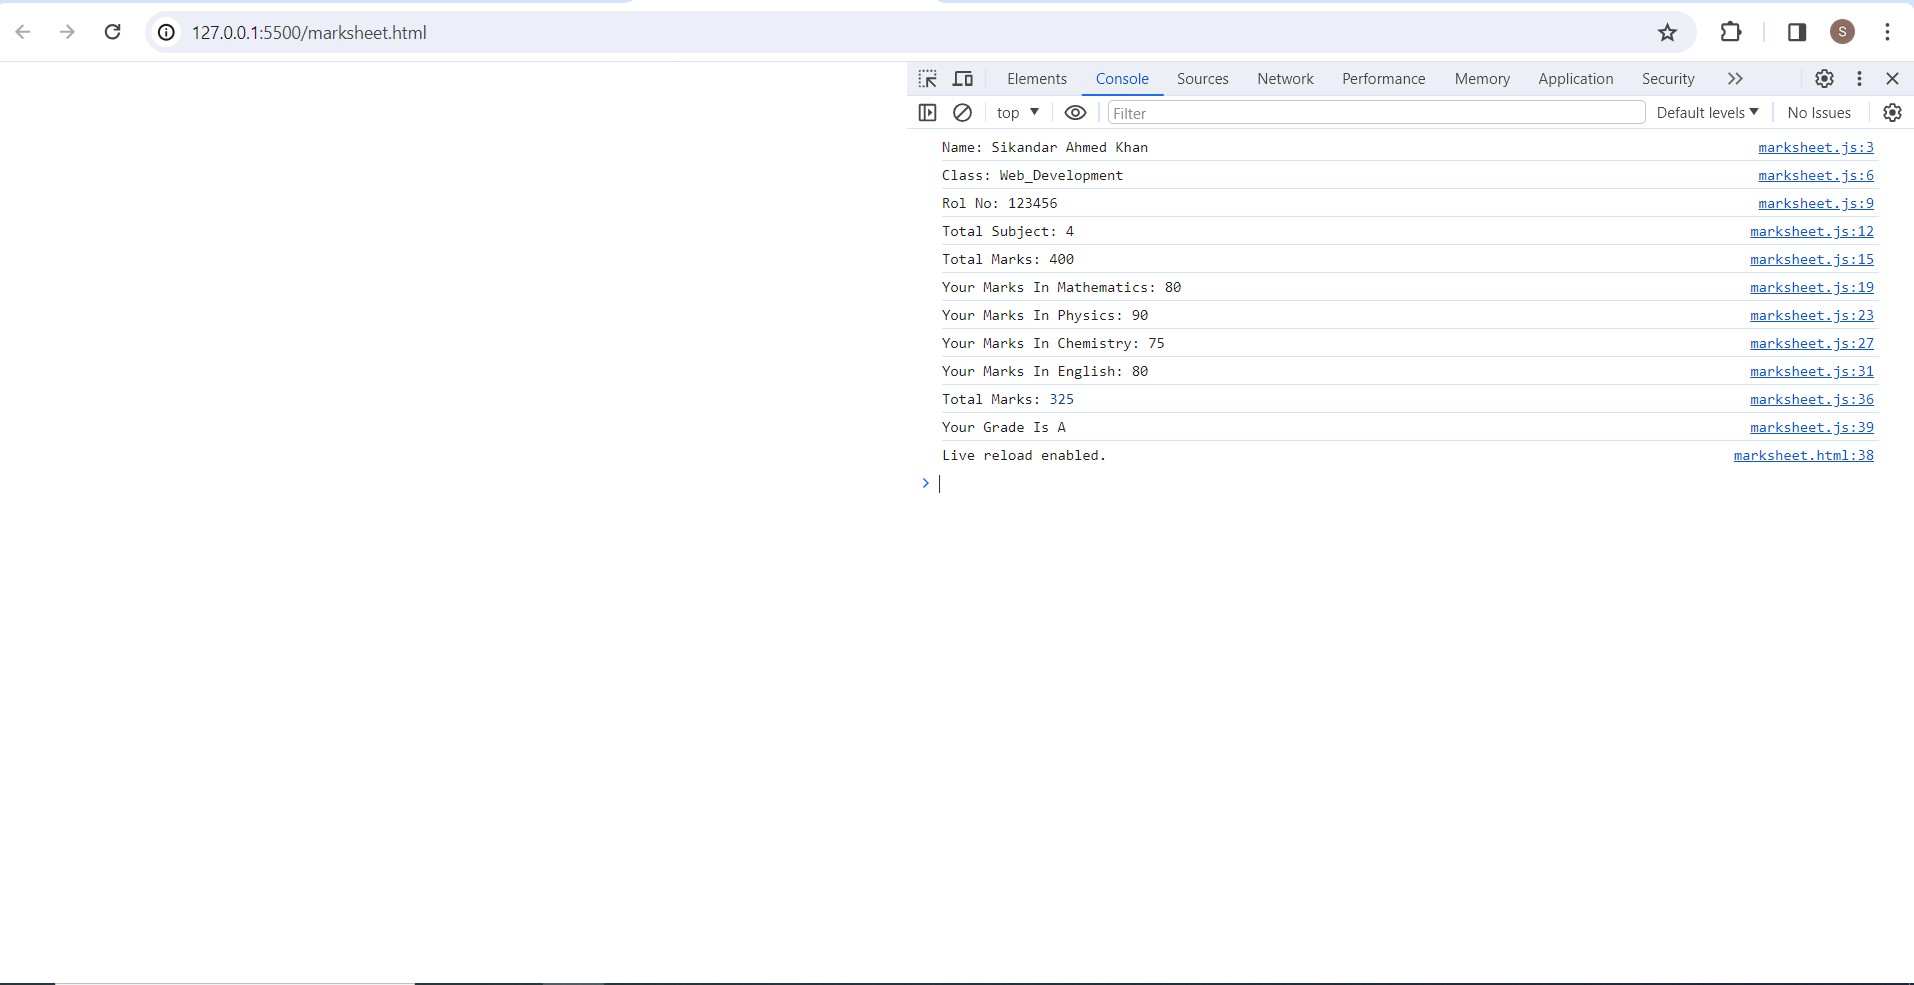 127.0.0.1:5500/marksheet.html
S
Elements Console Sources Network Performance Memory Application Security
top Filter Default levels No Issues
Name: Sikandar Ahmed Khan marksheet.js:3
Class: Web_Development marksheet.js:6
Rol No: 123456 marksheet.js:9
Total Subject: 4 marksheet.js:12
Total Marks: 400 marksheet.js:15
Your Marks In Mathematics: 80 marksheet.js:19
Your Marks In Physics: 90 marksheet.js:23
Your Marks In Chemistry: 75 marksheet.js:27
Your Marks In English: 80 marksheet.js:31
Total Marks: 325 marksheet.js:36
Your Grade Is A marksheet.js:39
Live reload enabled. marksheet.html:38